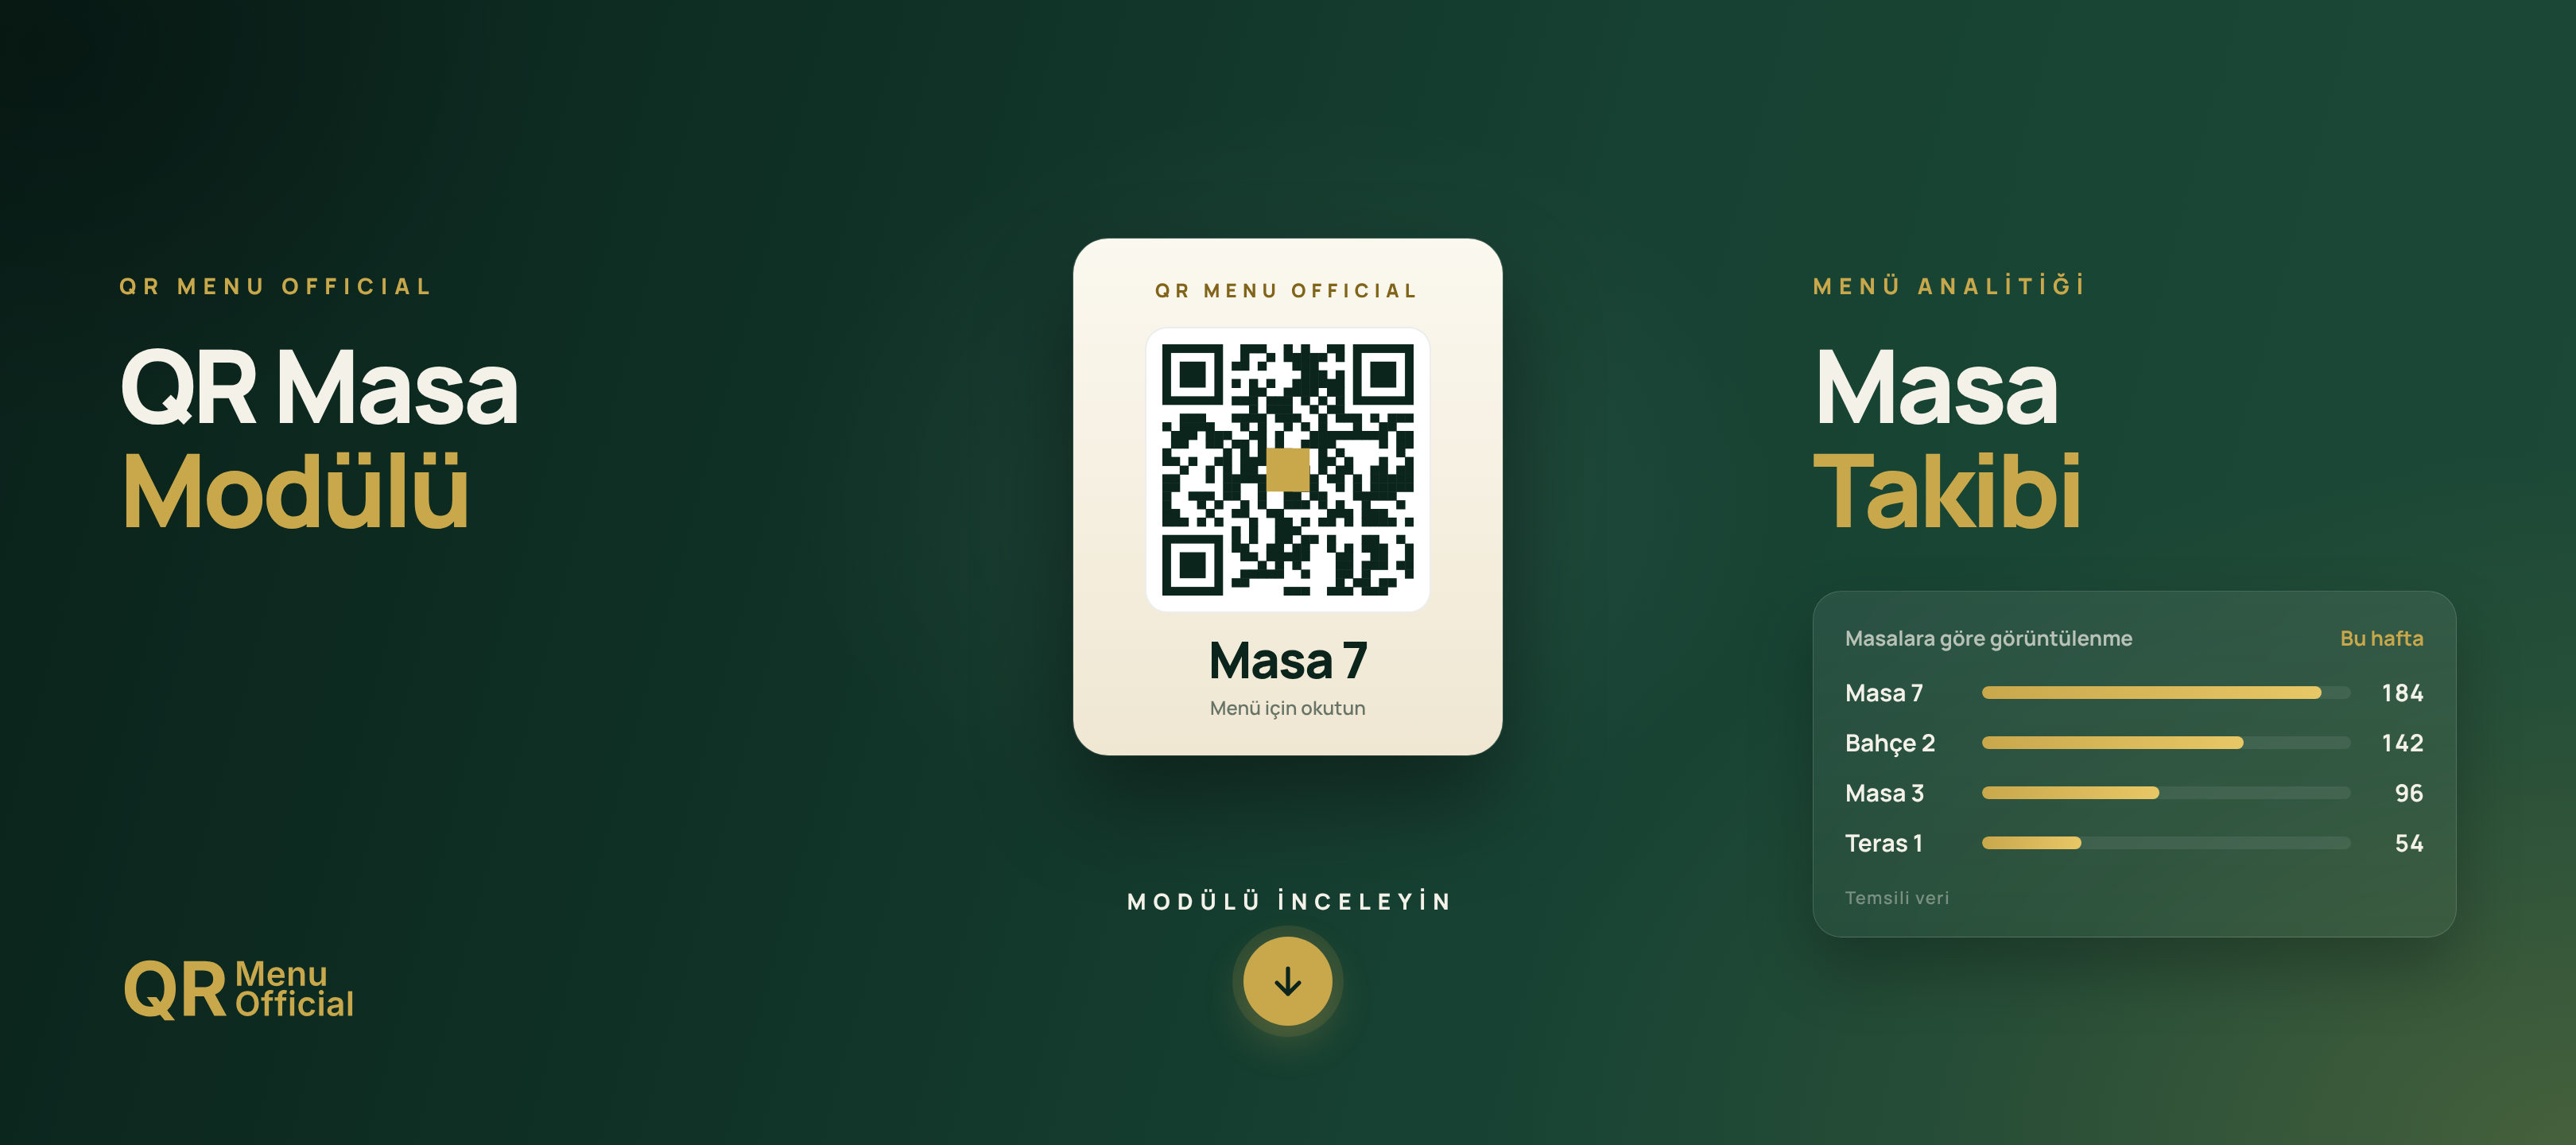 QR MENU OFFICIAL
QR Masa
Modülü
QR Menu
Official
QR MENU OFFICIAL
Masa 7
Menü için okutun
MODÜLÜ İNCELEYİN
MENÜ ANALİTİĞİ
Masa
Takibi
Masalara göre görüntülenme Bu hafta
Masa 7 184
Bahçe 2 142
Masa 3 96
Teras 1 54
Temsili veri